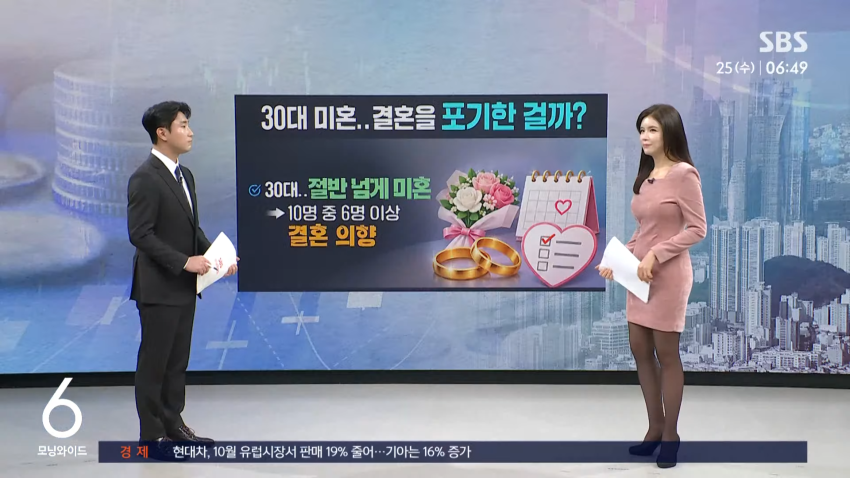 SBS
25(수) 06:49
30대 미혼..결혼을 포기한 걸까?
30대..절반 넘게 미혼
→ 10명 중 6명 이상
결혼 의향
6
모닝와이드
경제 현대차, 10월 유럽시장서 판매 19% 줄어…기아는 16% 증가